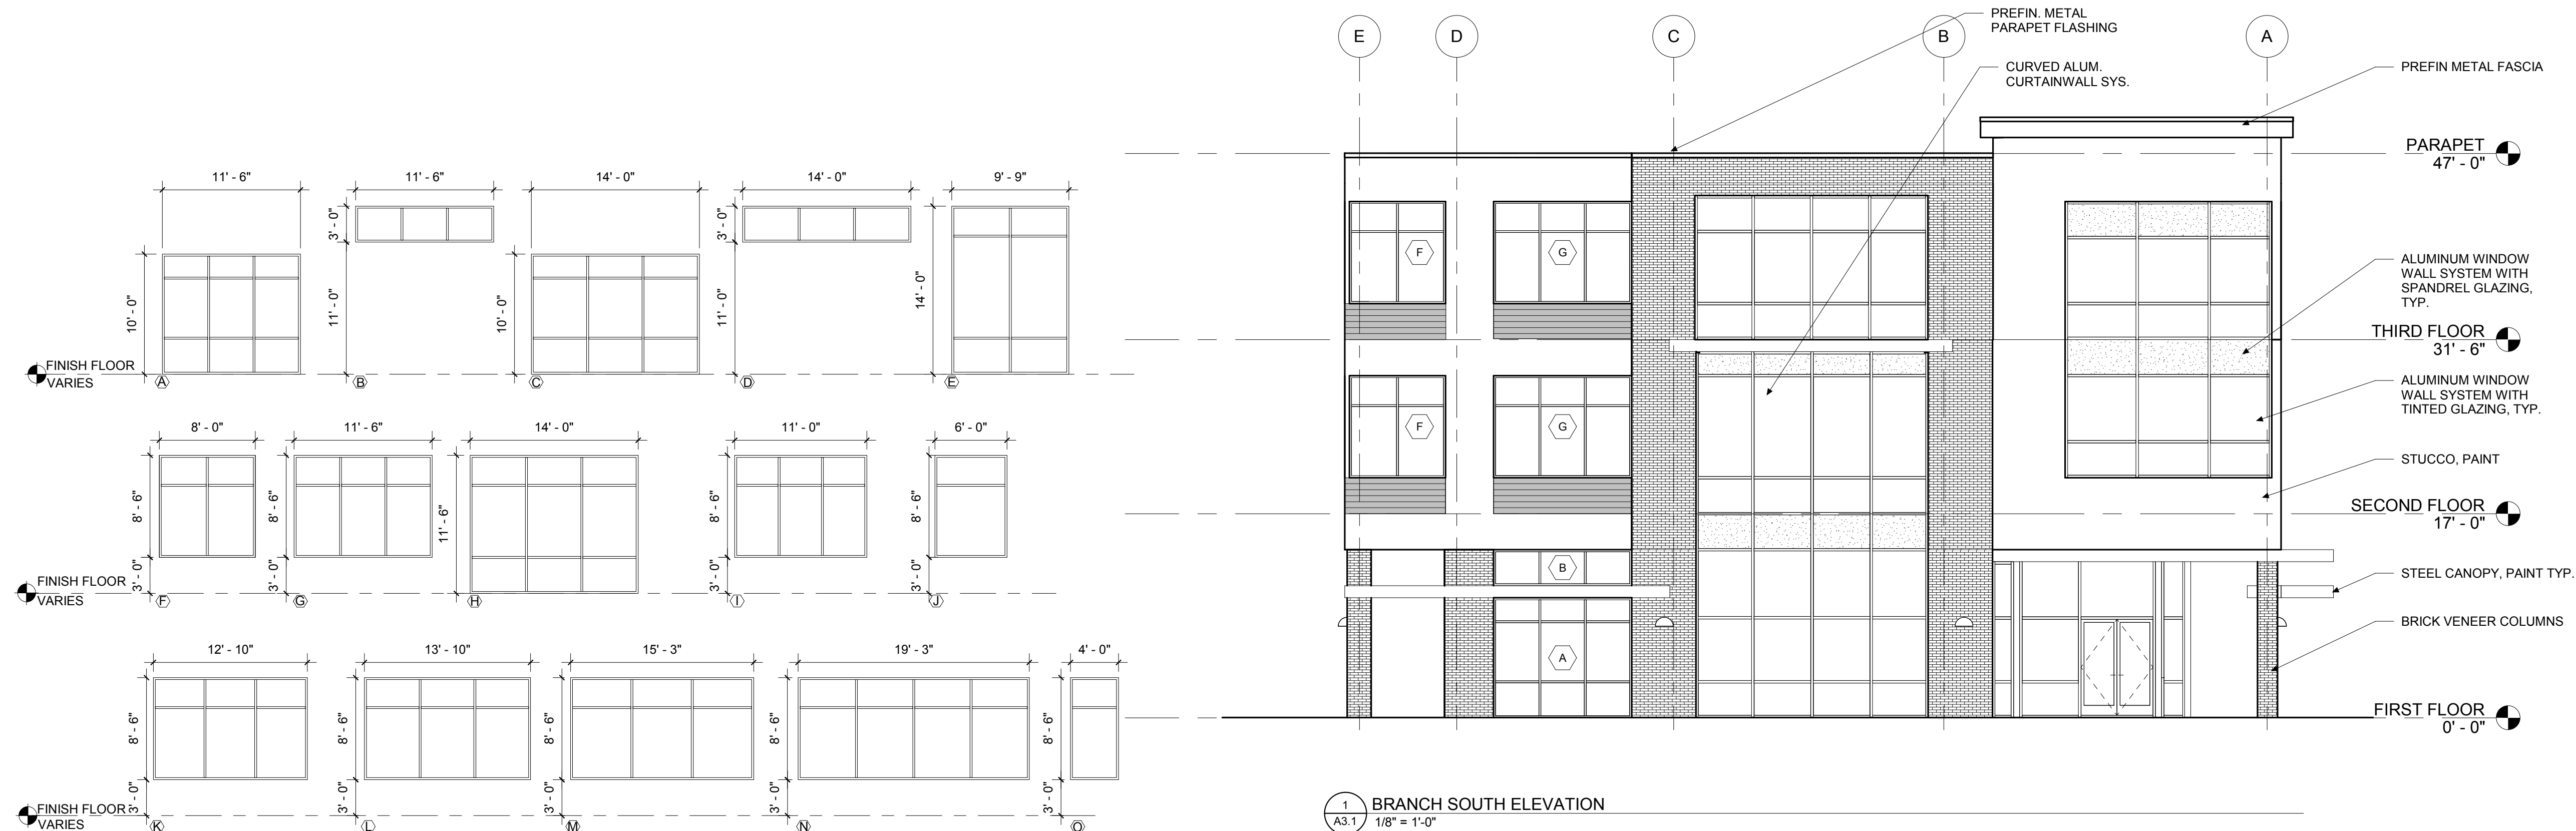 11' - 6"
11' - 6"
14' - 0"
14' - 0"
9' - 9"
10' - 0"
3' - 0"
11' - 0"
10' - 0"
3' - 0"
11' - 0"
14' - 0"
FINISH FLOOR
VARIES
A
B
C
D
E
8' - 0"
11' - 6"
14' - 0"
11' - 0"
6' - 0"
8' - 6"
3' - 0"
8' - 6"
3' - 0"
11' - 6"
8' - 6"
3' - 0"
8' - 6"
3' - 0"
FINISH FLOOR
VARIES
F
G
H
I
J
12' - 10"
13' - 10"
15' - 3"
19' - 3"
4' - 0"
8' - 6"
3' - 0"
8' - 6"
3' - 0"
8' - 6"
3' - 0"
8' - 6"
3' - 0"
8' - 6"
3' - 0"
FINISH FLOOR
VARIES
K
L
M
N
O
E
D
C
B
A
PREFIN. METAL
PARAPET FLASHING
CURVED ALUM.
CURTAINWALL SYS.
PREFIN METAL FASCIA
PARAPET
47' - 0"
ALUMINUM WINDOW
WALL SYSTEM WITH
SPANDREL GLAZING,
TYP.
THIRD FLOOR
31' - 6"
ALUMINUM WINDOW
WALL SYSTEM WITH
TINTED GLAZING, TYP.
STUCCO, PAINT
SECOND FLOOR
17' - 0"
STEEL CANOPY, PAINT TYP.
BRICK VENEER COLUMNS
FIRST FLOOR
0' - 0"
F
G
F
G
B
A
1
A3.1
BRANCH SOUTH ELEVATION
1/8" = 1'-0"